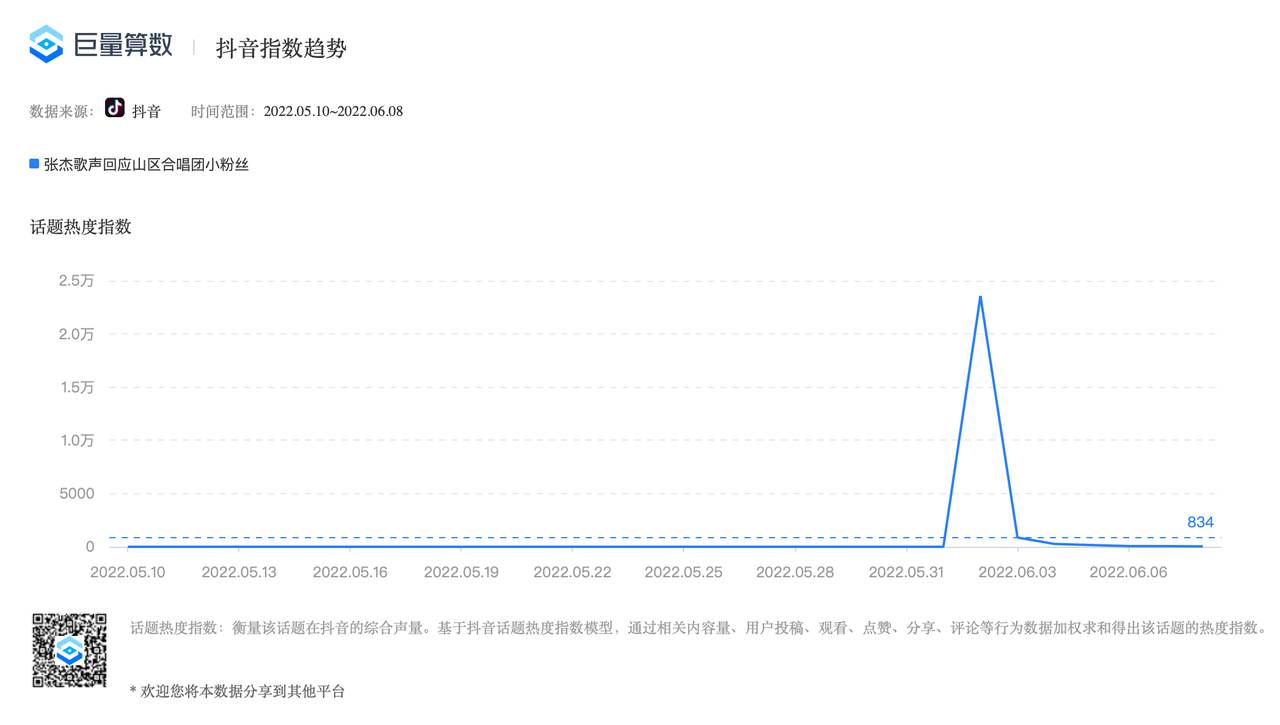 巨量算数 | 抖音指数趋势
数据来源： 抖音 时间范围：2022.05.10~2022.06.08
张杰歌声回应山区合唱团小粉丝
话题热度指数
2.5万
2.0万
1.5万
1.0万
5000
834
0
2022.05.10 2022.05.13 2022.05.16 2022.05.19 2022.05.22 2022.05.25 2022.05.28 2022.05.31 2022.06.03 2022.06.06
话题热度指数：衡量该话题在抖音的综合声量。基于抖音话题热度指数模型，通过相关内容量、用户投稿、观看、点赞、分享、评论等行为数据加权求和得出该话题的热度指数。
* 欢迎您将本数据分享到其他平台